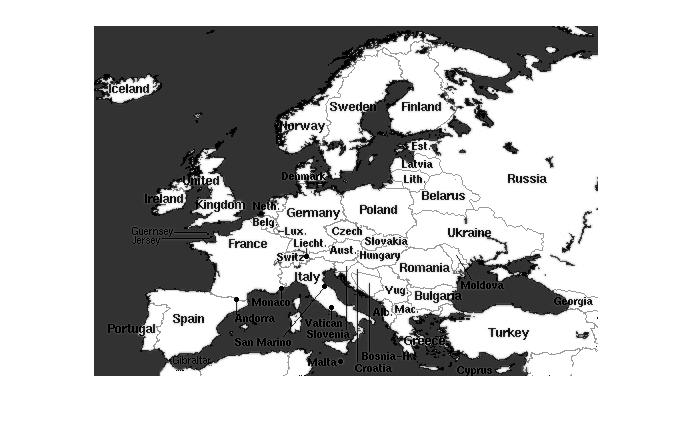 Iceland
Sweden
Finland
Norway
Est.
Latvia
Denmark
Lith.
Russia
United
Kingdom
Ireland
Belarus
Neth.
Germany
Poland
Belg.
Guernsey
Jersey
Lux.
Czech
Ukraine
France
Liecht.
Slovakia
Aust.
Hungary
Switz
Romania
Italy
Moldova
Yug
Bulgaria
Monaco
Georgia
Andorra
Spain
Portugal
Alb.
Mac.
Vatican
Slovenia
San Marino
Turkey
Greece
Gibraltar
Malta
Bosnia-H.
Croatia
Cyprus